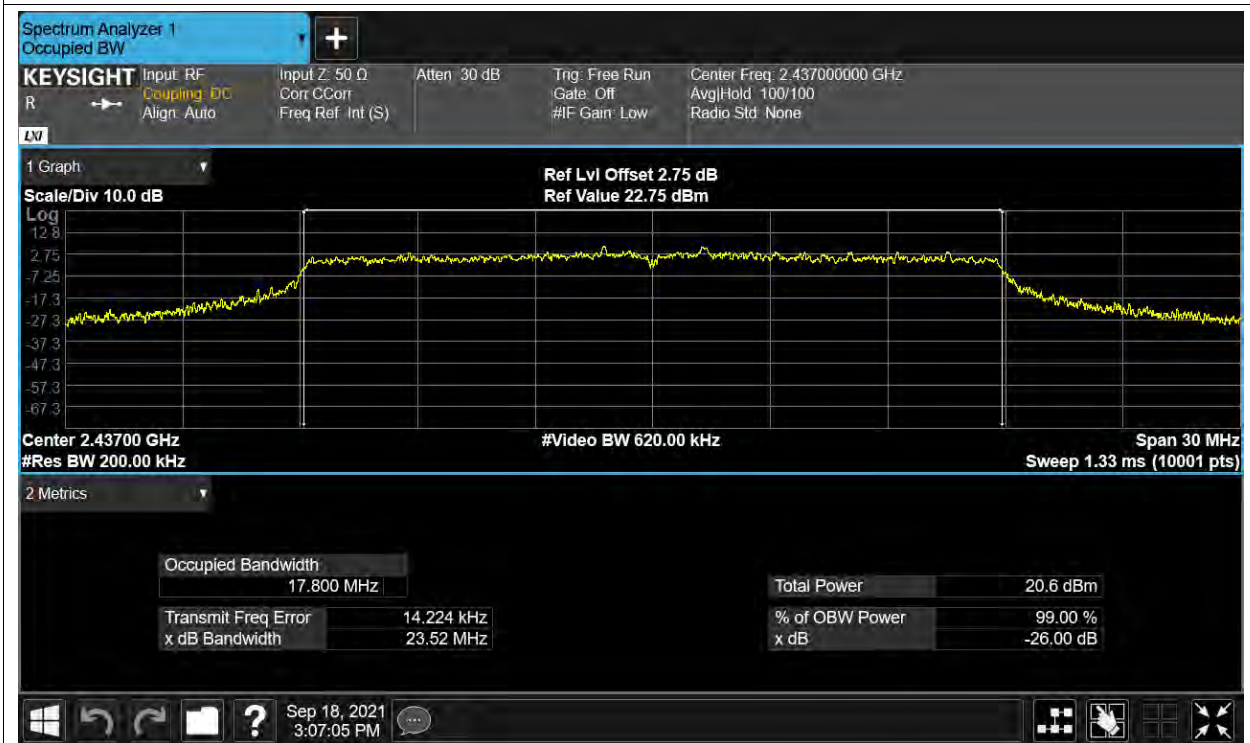 Spectrum Analyzer 1
Occupied BW
+
KEYSIGHT
R
LXI
Input: RF
Coupling: DC
Align: Auto
Input Z: 50 Ω
Corr CCorr
Freq Ref: Int (S)
Atten: 30 dB
Trig: Free Run
Gate: Off
#IF Gain: Low
Center Freq: 2.437000000 GHz
Avg|Hold: 100/100
Radio Std: None
1 Graph
Scale/Div 10.0 dB
Ref Lvl Offset 2.75 dB
Ref Value 22.75 dBm
Log
12.8
2.75
-7.25
-17.3
-27.3
-37.3
-47.3
-57.3
-67.3
Center 2.43700 GHz
#Res BW 200.00 kHz
#Video BW 620.00 kHz
Span 30 MHz
Sweep 1.33 ms (10001 pts)
2 Metrics
Occupied Bandwidth
17.800 MHz
Transmit Freq Error 14.224 kHz
x dB Bandwidth 23.52 MHz
Total Power 20.6 dBm
% of OBW Power 99.00 %
x dB -26.00 dB
?
Sep 18, 2021
3:07:05 PM